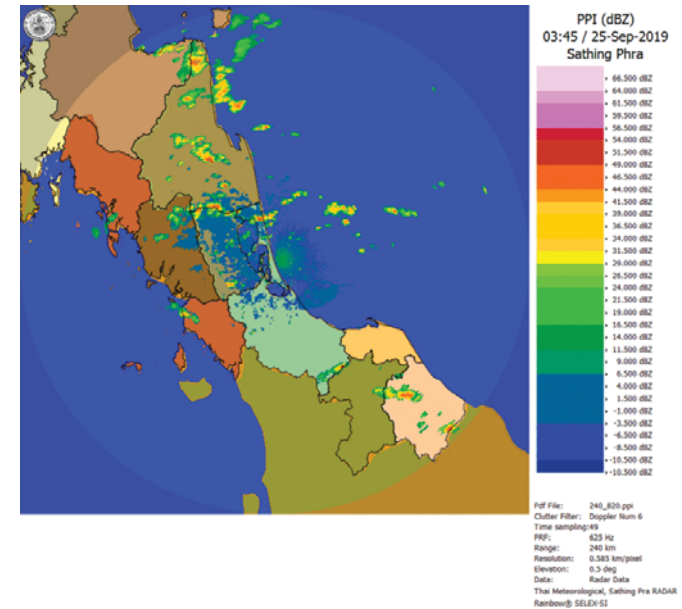 PPI (dBZ)
03:45 / 25-Sep-2019
Sathing Phra
66.500 dBZ
64.000 dBZ
61.500 dBZ
59.500 dBZ
56.500 dBZ
54.000 dBZ
51.500 dBZ
49.000 dBZ
46.500 dBZ
44.000 dBZ
41.500 dBZ
39.000 dBZ
36.500 dBZ
34.000 dBZ
31.500 dBZ
29.000 dBZ
26.500 dBZ
24.000 dBZ
21.500 dBZ
19.000 dBZ
16.500 dBZ
14.000 dBZ
11.500 dBZ
9.000 dBZ
6.500 dBZ
4.000 dBZ
1.500 dBZ
-1.000 dBZ
-3.500 dBZ
-6.500 dBZ
-8.500 dBZ
-10.500 dBZ
-10.500 dBZ
Pdf File: 240_820.ppi
Clutter Filter: Doppler Num 6
Time sampling:49
PRF: 625 Hz
Range: 240 km
Resolution: 0.585 km/pixel
Elevation: 0.5 deg
Data: Radar Data
Thai Meteorological, Sathing Pra RADAR
Rainbow® SELEX-SI